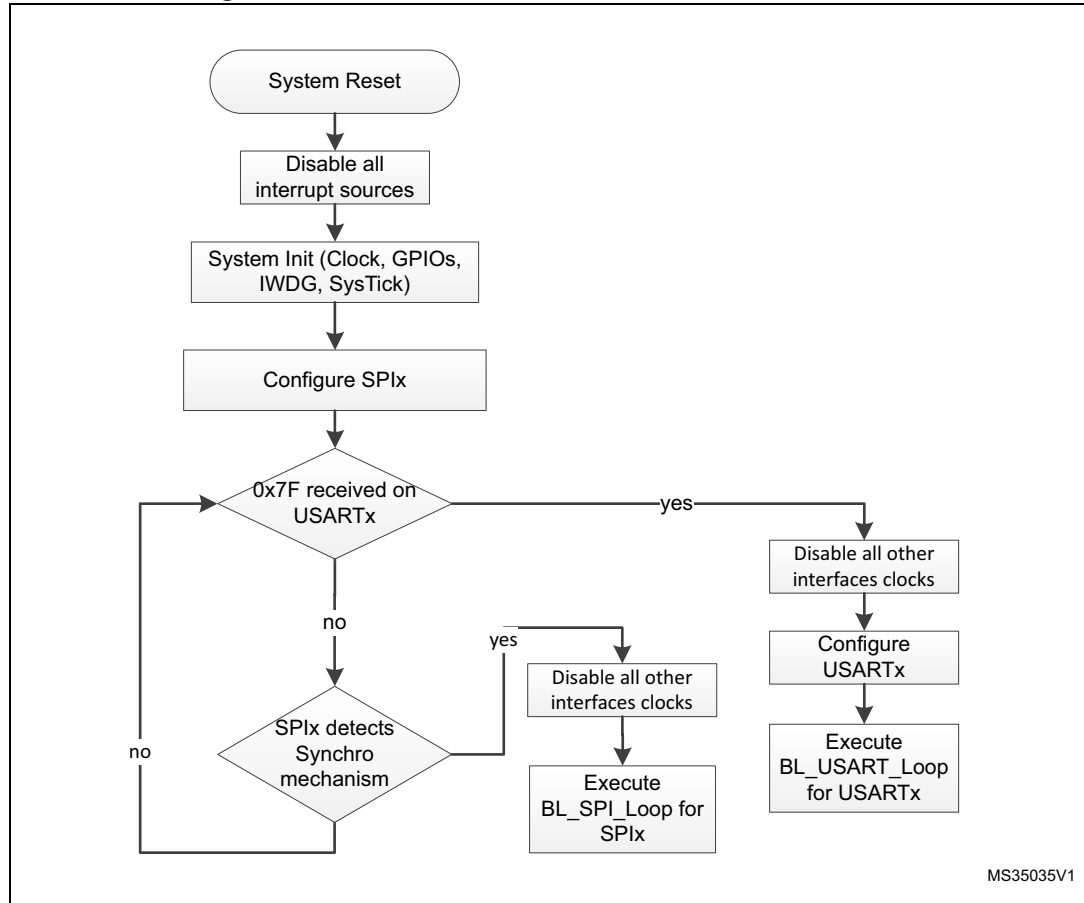 System Reset
Disable all
interrupt sources
System Init (Clock, GPIOs,
IWDG, SysTick)
Configure SPIx
0x7F received on
USARTx
yes
Disable all other
interfaces clocks
Configure
USARTx
Execute
BL_USART_Loop
for USARTx
no
SPIx detects
Synchro
mechanism
yes
Disable all other
interfaces clocks
Execute
BL_SPI_Loop for
SPIx
no
MS35035V1